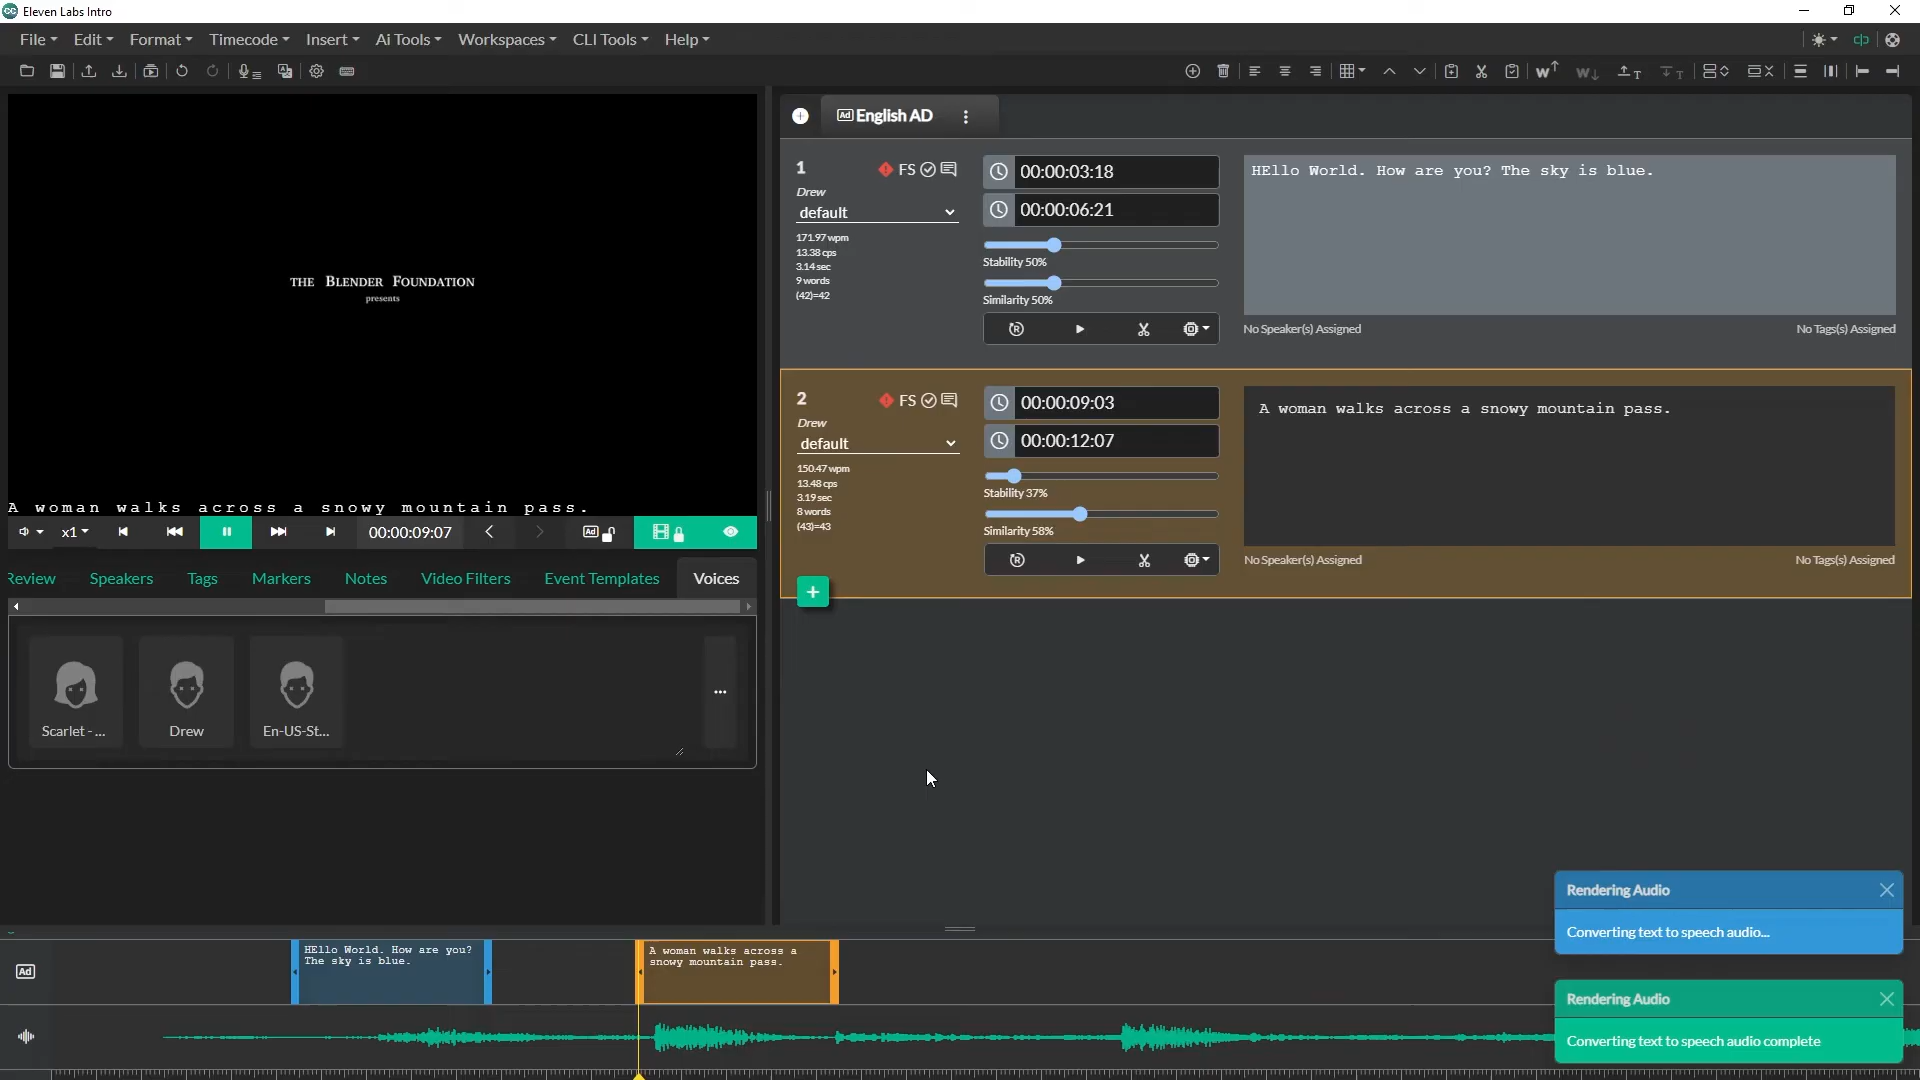 Eleven Labs Intro
File Edit Format Timecode Insert Ai Tools Workspaces CLI Tools Help
Ad English AD
THE BLENDER FOUNDATION
presents
A woman walks across a snowy mountain pass.
x1 00:00:09:07 Ad
Review Speakers Tags Markers Notes Video Filters Event Templates Voices
Scarlet - ... Drew En-US-St...
1 FS
Drew
default
171.97 wpm
13.38 cps
3.14 sec
9 words
(42)=42
00:00:03:18
00:00:06:21
Stability 50%
Similarity 50%
HEllo World. How are you? The sky is blue.
No Speaker(s) Assigned No Tags(s) Assigned
2 FS
Drew
default
150.47 wpm
13.48 cps
3.19 sec
8 words
(43)=43
00:00:09:03
00:00:12:07
Stability 37%
Similarity 58%
A woman walks across a snowy mountain pass.
No Speaker(s) Assigned No Tags(s) Assigned
Ad
HEllo World. How are you?
The sky is blue.
A woman walks across a
snowy mountain pass.
Rendering Audio
Converting text to speech audio...
Rendering Audio
Converting text to speech audio complete